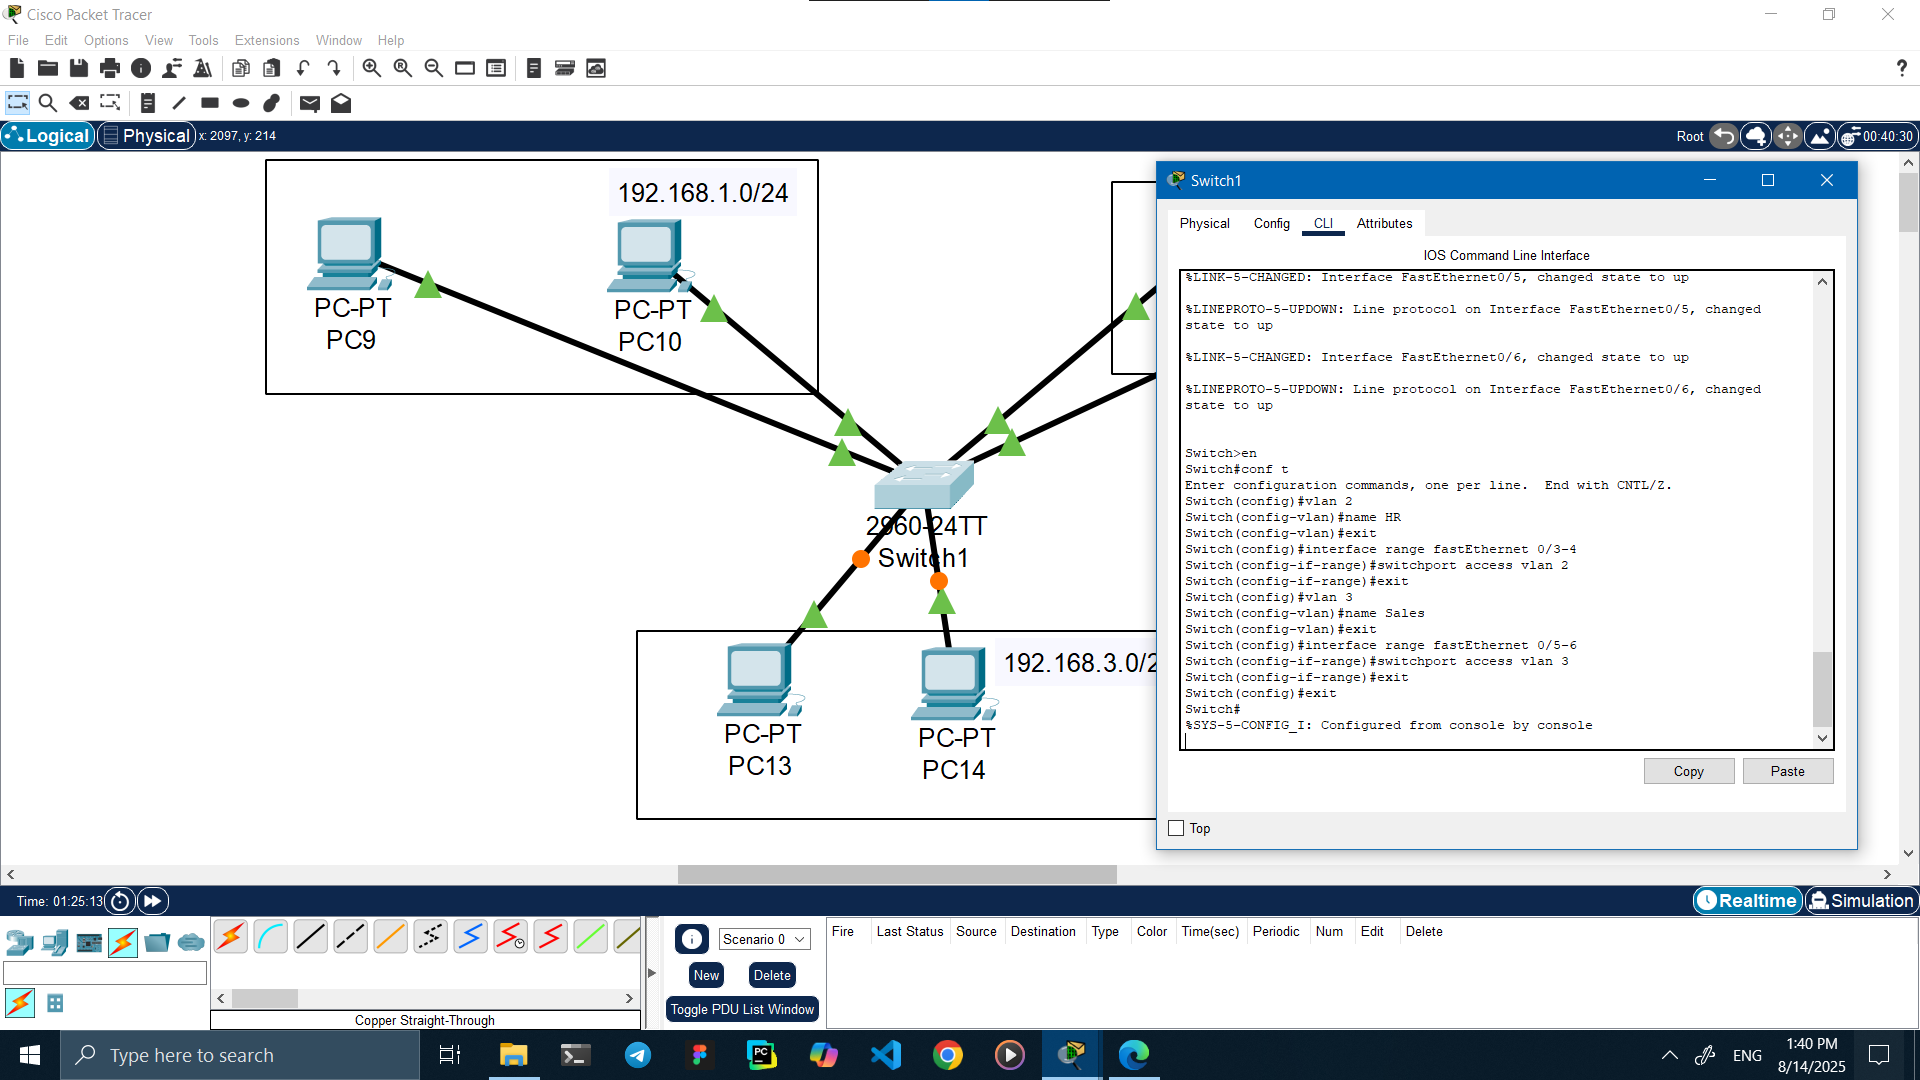 Cisco Packet Tracer
File Edit Options View Tools Extensions Window Help
?
Logical Physical x: 2097, y: 214 Root 00:40:30
192.168.1.0/24
PC-PT
PC9
PC-PT
PC10
2960-24TT
Switch1
192.168.3.0/2
PC-PT
PC13
PC-PT
PC14
Switch1
Physical Config CLI Attributes
IOS Command Line Interface
%LINK-5-CHANGED: Interface FastEthernet0/5, changed state to up
%LINEPROTO-5-UPDOWN: Line protocol on Interface FastEthernet0/5, changed
state to up
%LINK-5-CHANGED: Interface FastEthernet0/6, changed state to up
%LINEPROTO-5-UPDOWN: Line protocol on Interface FastEthernet0/6, changed
state to up
Switch>en
Switch#conf t
Enter configuration commands, one per line.  End with CNTL/Z.
Switch(config)#vlan 2
Switch(config-vlan)#name HR
Switch(config-vlan)#exit
Switch(config)#interface range fastEthernet 0/3-4
Switch(config-if-range)#switchport access vlan 2
Switch(config-if-range)#exit
Switch(config)#vlan 3
Switch(config-vlan)#name Sales
Switch(config-vlan)#exit
Switch(config)#interface range fastEthernet 0/5-6
Switch(config-if-range)#switchport access vlan 3
Switch(config-if-range)#exit
Switch(config)#exit
Switch#
%SYS-5-CONFIG_I: Configured from console by console
Copy Paste
Top
Time: 01:25:13 Realtime Simulation
Scenario 0
New Delete
Toggle PDU List Window
Fire Last Status Source Destination Type Color Time(sec) Periodic Num Edit Delete
Copper Straight-Through
Type here to search
PC
ENG
1:40 PM
8/14/2025